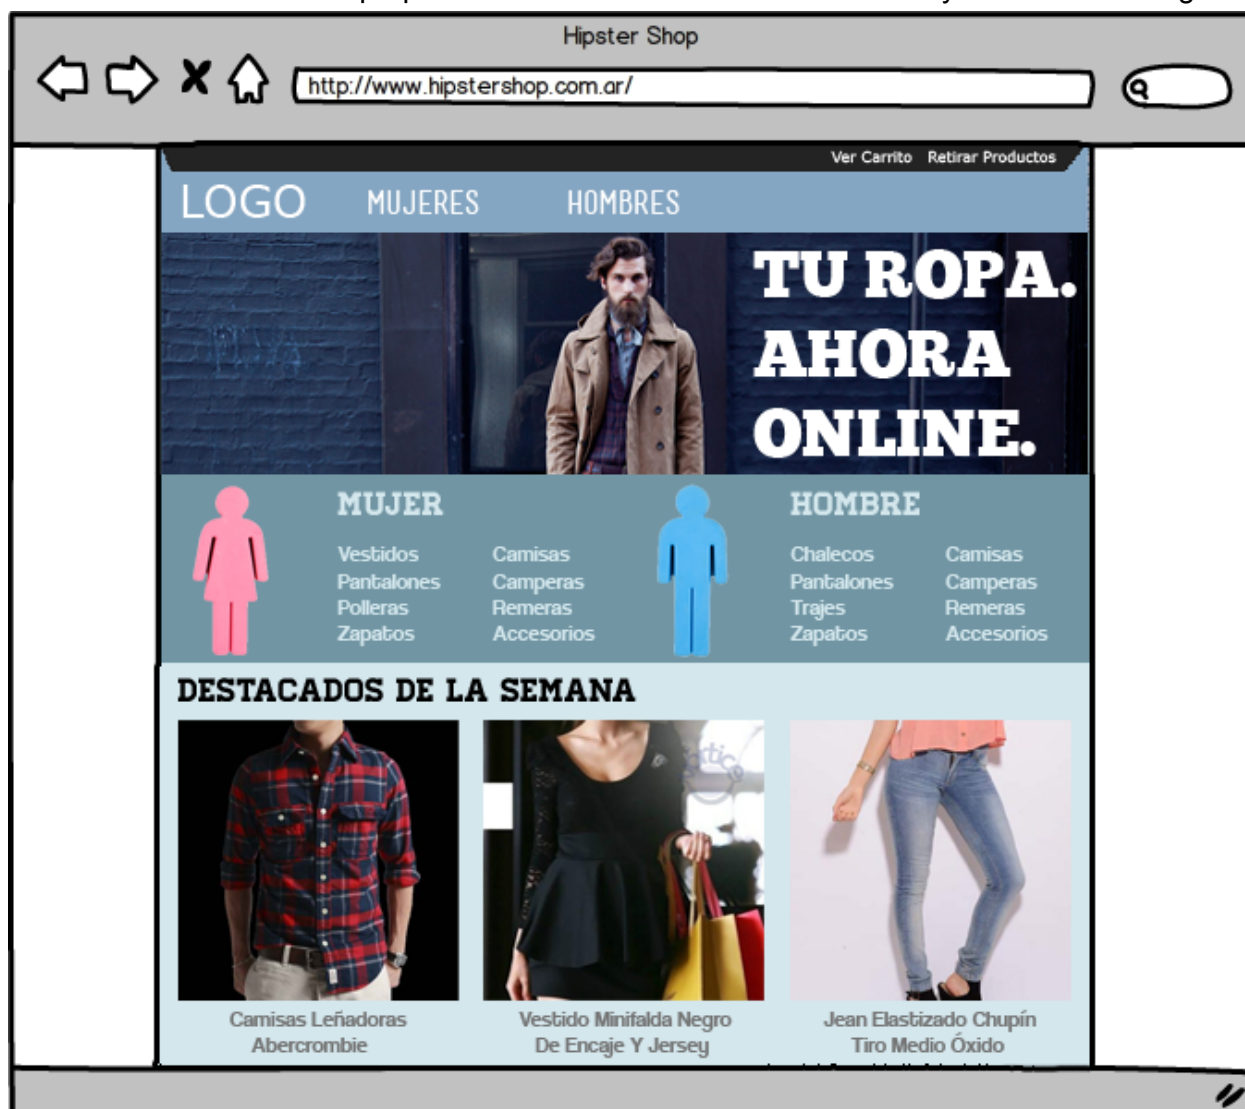 Hipster Shop
http://www.hipstershop.com.ar/
Ver Carrito Retirar Productos
LOGO MUJERES HOMBRES
TU ROPA.
AHORA
ONLINE.
MUJER
Vestidos Camisas
Pantalones Camperas
Polleras Remeras
Zapatos Accesorios
HOMBRE
Chalecos Camisas
Pantalones Camperas
Trajes Remeras
Zapatos Accesorios
DESTACADOS DE LA SEMANA
Camisas Leñadoras
Abercrombie
Vestido Minifalda Negro
De Encaje Y Jersey
Jean Elastizado Chupín
Tiro Medio Óxido